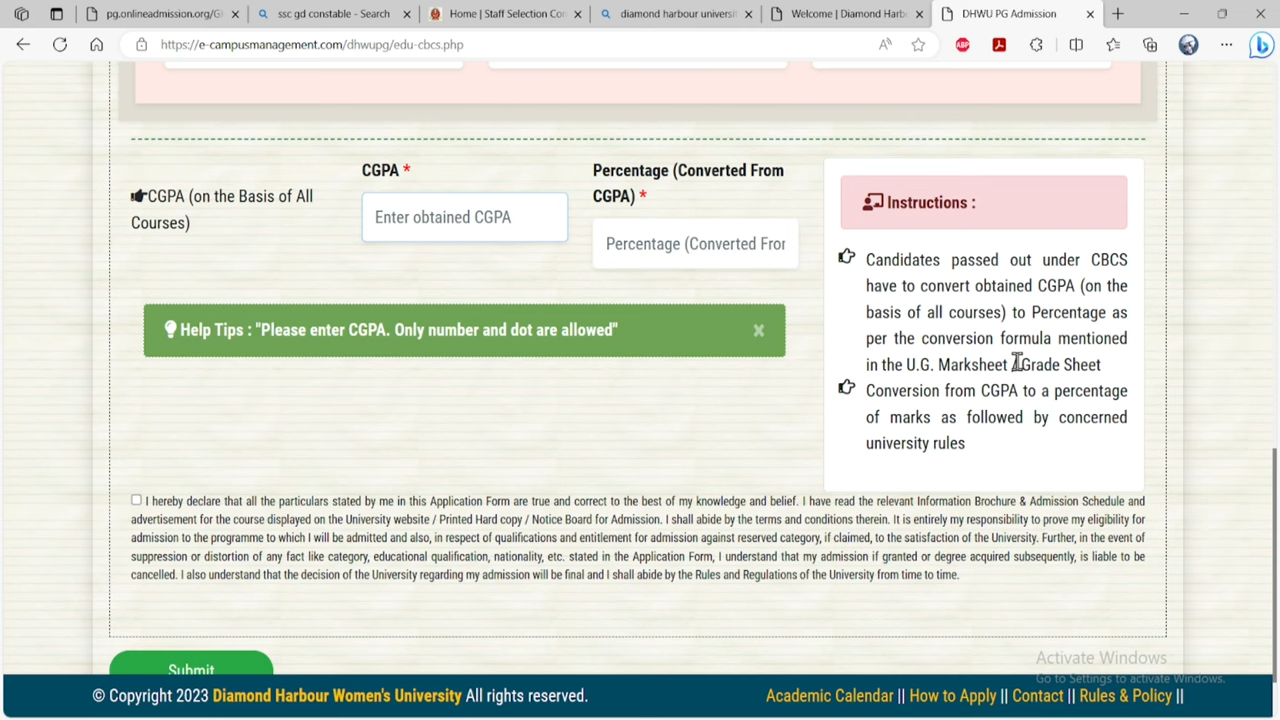 pg.onlineadmission.org/G
ssc gd constable - Search
Home | Staff Selection Co
diamond harbour universi
Welcome | Diamond Harb
DHWU PG Admission
https://e-campusmanagement.com/dhwupg/edu-cbcs.php
ABP
CGPA (on the Basis of All
Courses)
CGPA *
Enter obtained CGPA
Percentage (Converted From
CGPA) *
Percentage (Converted Fror
Help Tips : "Please enter CGPA. Only number and dot are allowed"
Instructions :
Candidates passed out under CBCS
have to convert obtained CGPA (on the
basis of all courses) to Percentage as
per the conversion formula mentioned
in the U.G. Marksheet / Grade Sheet
Conversion from CGPA to a percentage
of marks as followed by concerned
university rules
I hereby declare that all the particulars stated by me in this Application Form are true and correct to the best of my knowledge and belief. I have read the relevant Information Brochure & Admission Schedule and
advertisement for the course displayed on the University website / Printed Hard copy / Notice Board for Admission. I shall abide by the terms and conditions therein. It is entirely my responsibility to prove my eligibility for
admission to the programme to which I will be admitted and also, in respect of qualifications and entitlement for admission against reserved category, if claimed, to the satisfaction of the University. Further, in the event of
suppression or distortion of any fact like category, educational qualification, nationality, etc. stated in the Application Form, I understand that my admission if granted or degree acquired subsequently, is liable to be
cancelled. I also understand that the decision of the University regarding my admission will be final and I shall abide by the Rules and Regulations of the University from time to time.
Submit
Activate Windows
Go to Settings to activate Windows.
© Copyright 2023 Diamond Harbour Women's University All rights reserved.
Academic Calendar || How to Apply || Contact || Rules & Policy ||